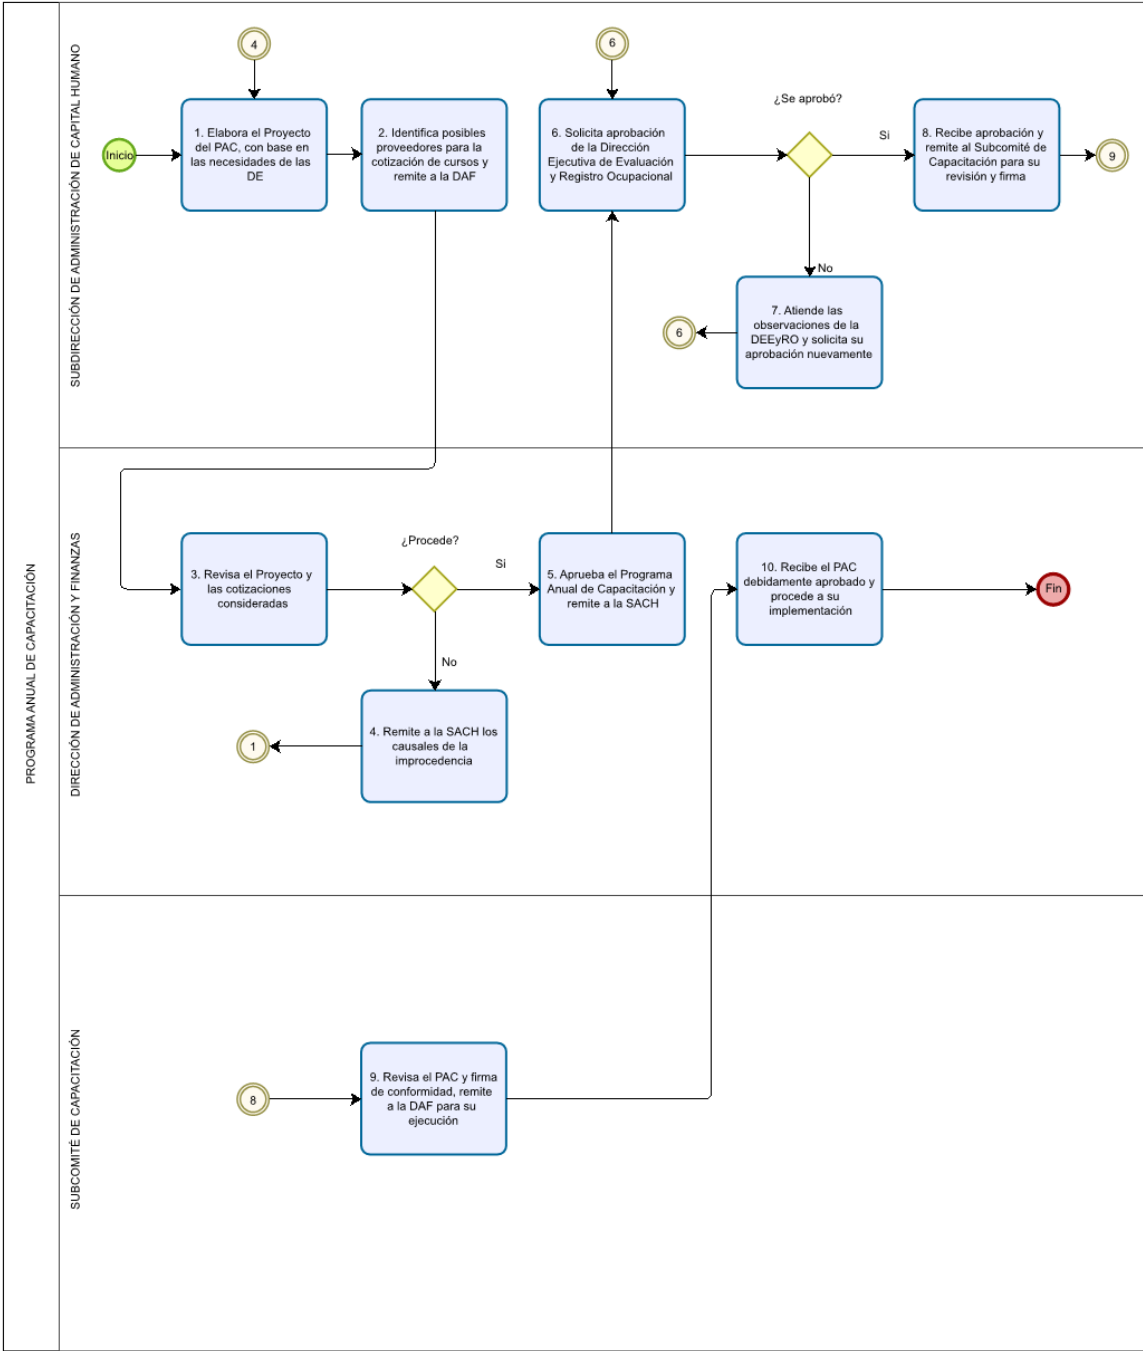 PROGRAMA ANUAL DE CAPACITACIÓN
SUBDIRECCIÓN DE ADMINISTRACIÓN DE CAPITAL HUMANO
4
6
Inicio
1. Elabora el Proyecto
del PAC, con base en
las necesidades de las
DE
2. Identifica posibles
proveedores para la
cotización de cursos y
remite a la DAF
6. Solicita aprobación
de la Dirección
Ejecutiva de Evaluación
y Registro Ocupacional
¿Se aprobó?
Si
8. Recibe aprobación y
remite al Subcomité de
Capacitación para su
revisión y firma
9
No
7. Atiende las
observaciones de la
DEEyRO y solicita su
aprobación nuevamente
6
DIRECCIÓN DE ADMINISTRACIÓN Y FINANZAS
3. Revisa el Proyecto y
las cotizaciones
consideradas
¿Procede?
Si
5. Aprueba el Programa
Anual de Capacitación y
remite a la SACH
10. Recibe el PAC
debidamente aprobado y
procede a su
implementación
Fin
No
4. Remite a la SACH los
causales de la
improcedencia
1
SUBCOMITÉ DE CAPACITACIÓN
8
9. Revisa el PAC y firma
de conformidad, remite
a la DAF para su
ejecución